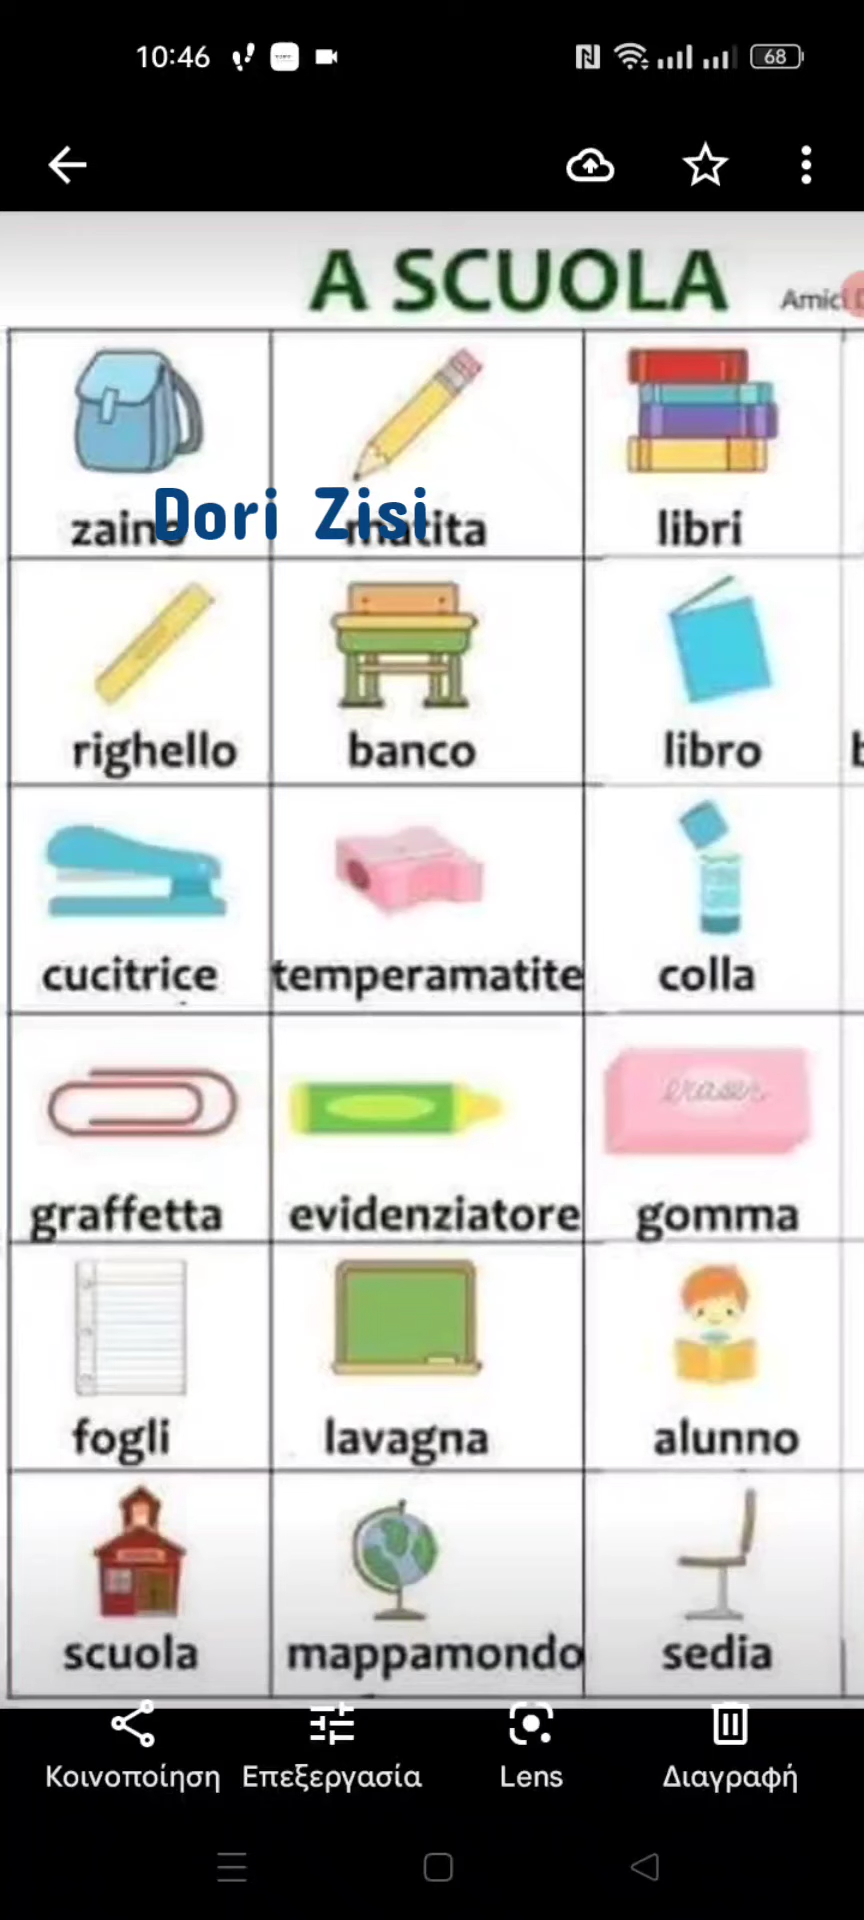 10:46
68
A SCUOLA
Amici
Dori Zisi
zaino matita libri
righello banco libro
cucitrice temperamatite colla
eraser
graffetta evidenziatore gomma
fogli lavagna alunno
scuola mappamondo sedia
Κοινοποίηση Επεξεργασία Lens Διαγραφή